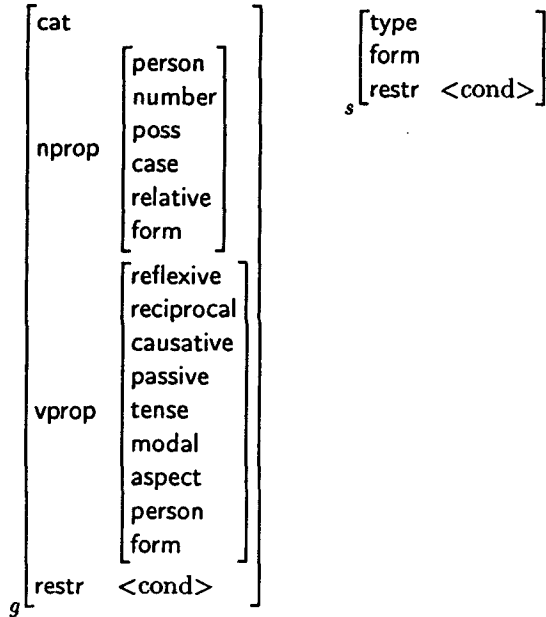 cat
nprop
person
number
poss
case
relative
form
vprop
reflexive
reciprocal
causative
passive
tense
modal
aspect
person
form
restr <cond>
g
type
form
restr <cond>
s